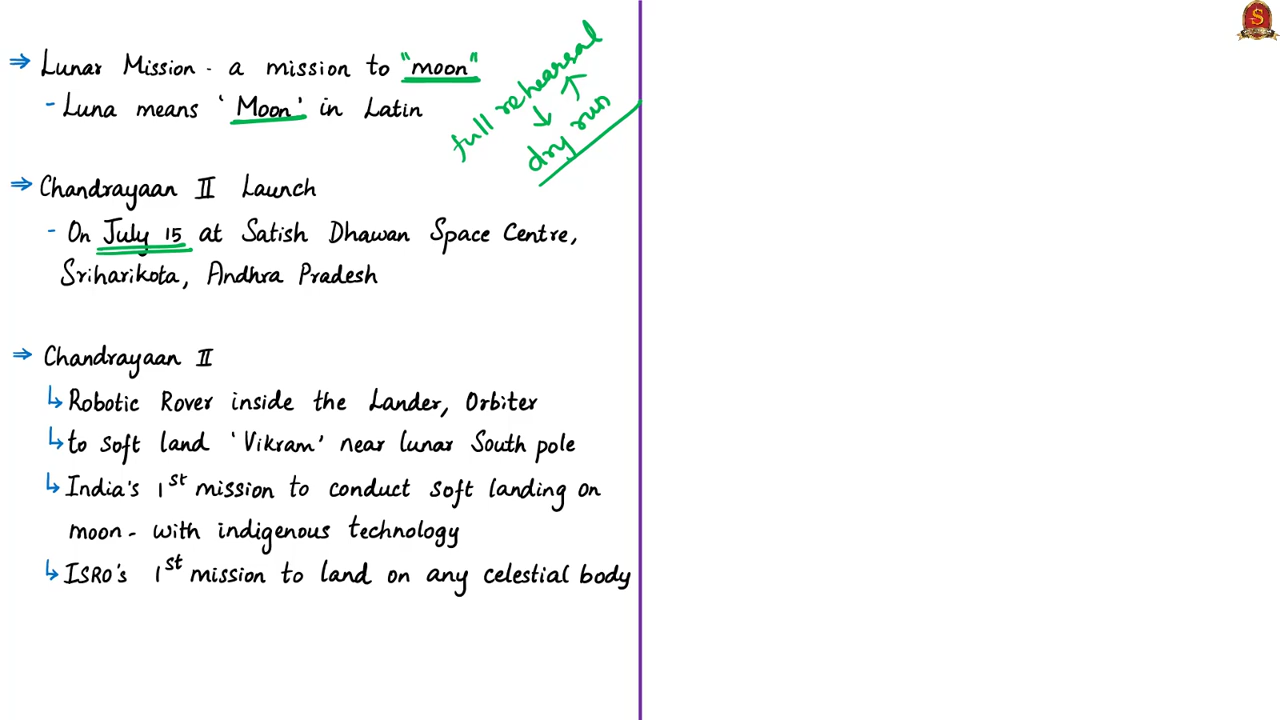 ⇒ Lunar Mission - a mission to "moon"
- Luna means 'Moon' in Latin
full rehearsal
dry run
⇒ Chandrayaan II Launch
- On July 15 at Satish Dhawan Space Centre,
Sriharikota, Andhra Pradesh
⇒ Chandrayaan II
↳ Robotic Rover inside the Lander, Orbiter
↳ to soft land 'Vikram' near lunar South pole
↳ India's 1st mission to conduct soft landing on
moon - with indigenous technology
↳ ISRO's 1st mission to land on any celestial body